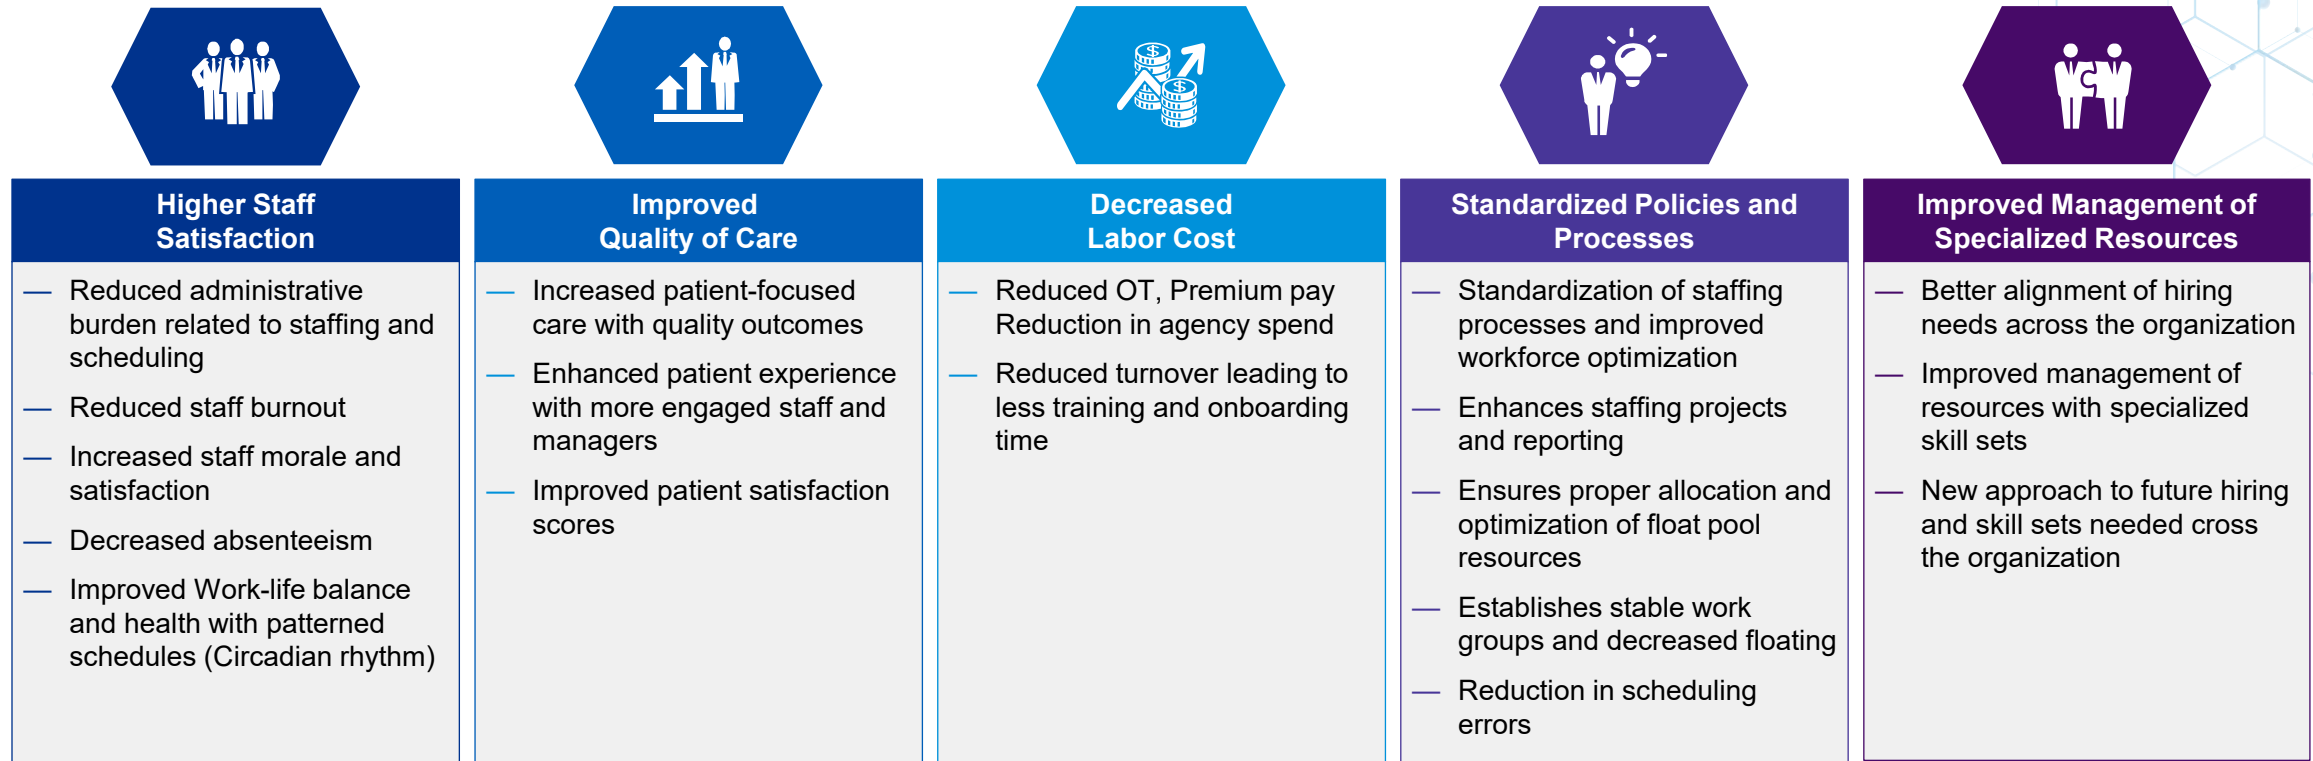 Higher Staff
Satisfaction
— Reduced administrative
burden related to staffing and
scheduling
— Reduced staff burnout
— Increased staff morale and
satisfaction
— Decreased absenteeism
— Improved Work-life balance
and health with patterned
schedules (Circadian rhythm)
Improved
Quality of Care
— Increased patient-focused
care with quality outcomes
— Enhanced patient experience
with more engaged staff and
managers
— Improved patient satisfaction
scores
Decreased
Labor Cost
— Reduced OT, Premium pay
Reduction in agency spend
— Reduced turnover leading to
less training and onboarding
time
Standardized Policies and
Processes
— Standardization of staffing
processes and improved
workforce optimization
— Enhances staffing projects
and reporting
— Ensures proper allocation and
optimization of float pool
resources
— Establishes stable work
groups and decreased floating
— Reduction in scheduling
errors
Improved Management of
Specialized Resources
— Better alignment of hiring
needs across the organization
— Improved management of
resources with specialized
skill sets
— New approach to future hiring
and skill sets needed cross
the organization